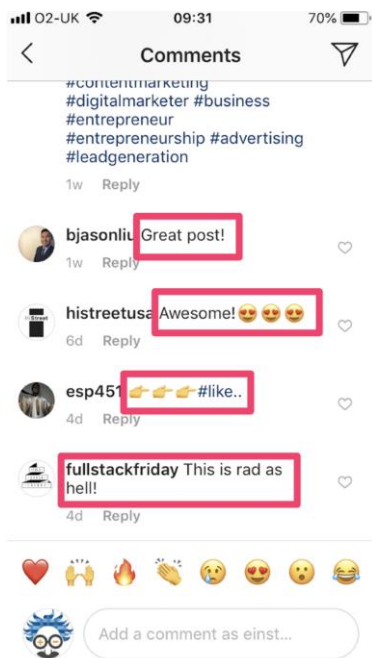 O2-UK 09:31 70%
Comments
#contentmarketing
#digitalmarketer #business
#entrepreneur
#entrepreneurship #advertising
#leadgeneration
1w Reply
bjasonliu Great post!
1w Reply
histreetusa Awesome!😍😍😍
6d Reply
esp451 👉👉👉#like..
4d Reply
fullstackfriday This is rad as
hell!
4d Reply
❤️🙌🔥👏😢😍😮😂
Add a comment as einst...